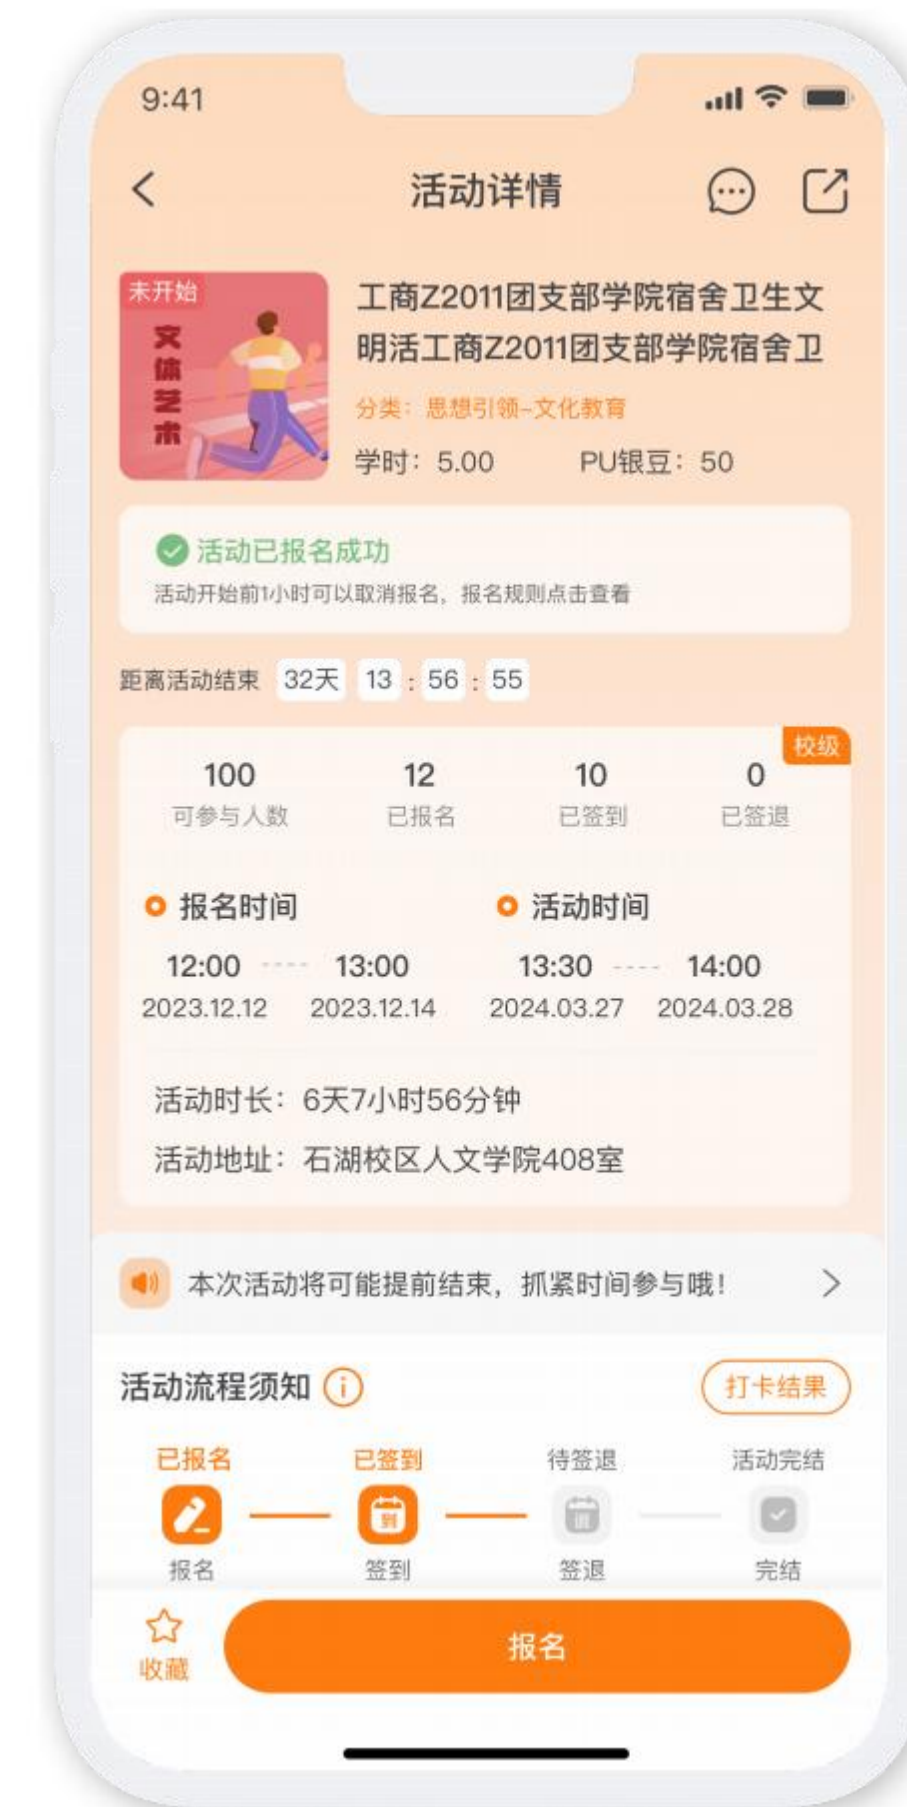 9:41
活动详情
未开始
文体艺术
工商Z2011团支部学院宿舍卫生文
明活工商Z2011团支部学院宿舍卫
分类：思想引领-文化教育
学时：5.00 PU银豆：50
活动已报名成功
活动开始前1小时可以取消报名，报名规则点击查看
距离活动结束 32天 13 : 56 : 55
校级
100 12 10 0
可参与人数 已报名 已签到 已签退
报名时间 活动时间
12:00 ---- 13:00 13:30 ---- 14:00
2023.12.12 2023.12.14 2024.03.27 2024.03.28
活动时长：6天7小时56分钟
活动地址：石湖校区人文学院408室
本次活动将可能提前结束，抓紧时间参与哦！
活动流程须知 打卡结果
已报名 已签到 待签退 活动完结
到 退
报名 签到 签退 完结
收藏 报名